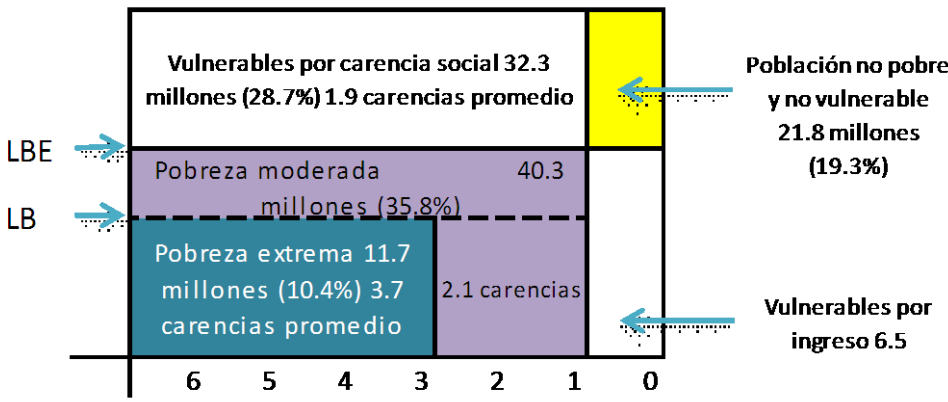 Vulnerables por carencia social 32.3
millones (28.7%) 1.9 carencias promedio
Población no pobre
y no vulnerable
21.8 millones
(19.3%)
LBE
Pobreza moderada 40.3
millones (35.8%)
LB
Pobreza extrema 11.7
millones (10.4%) 3.7
carencias promedio
2.1 carencias
Vulnerables por
ingreso 6.5
6 5 4 3 2 1 0